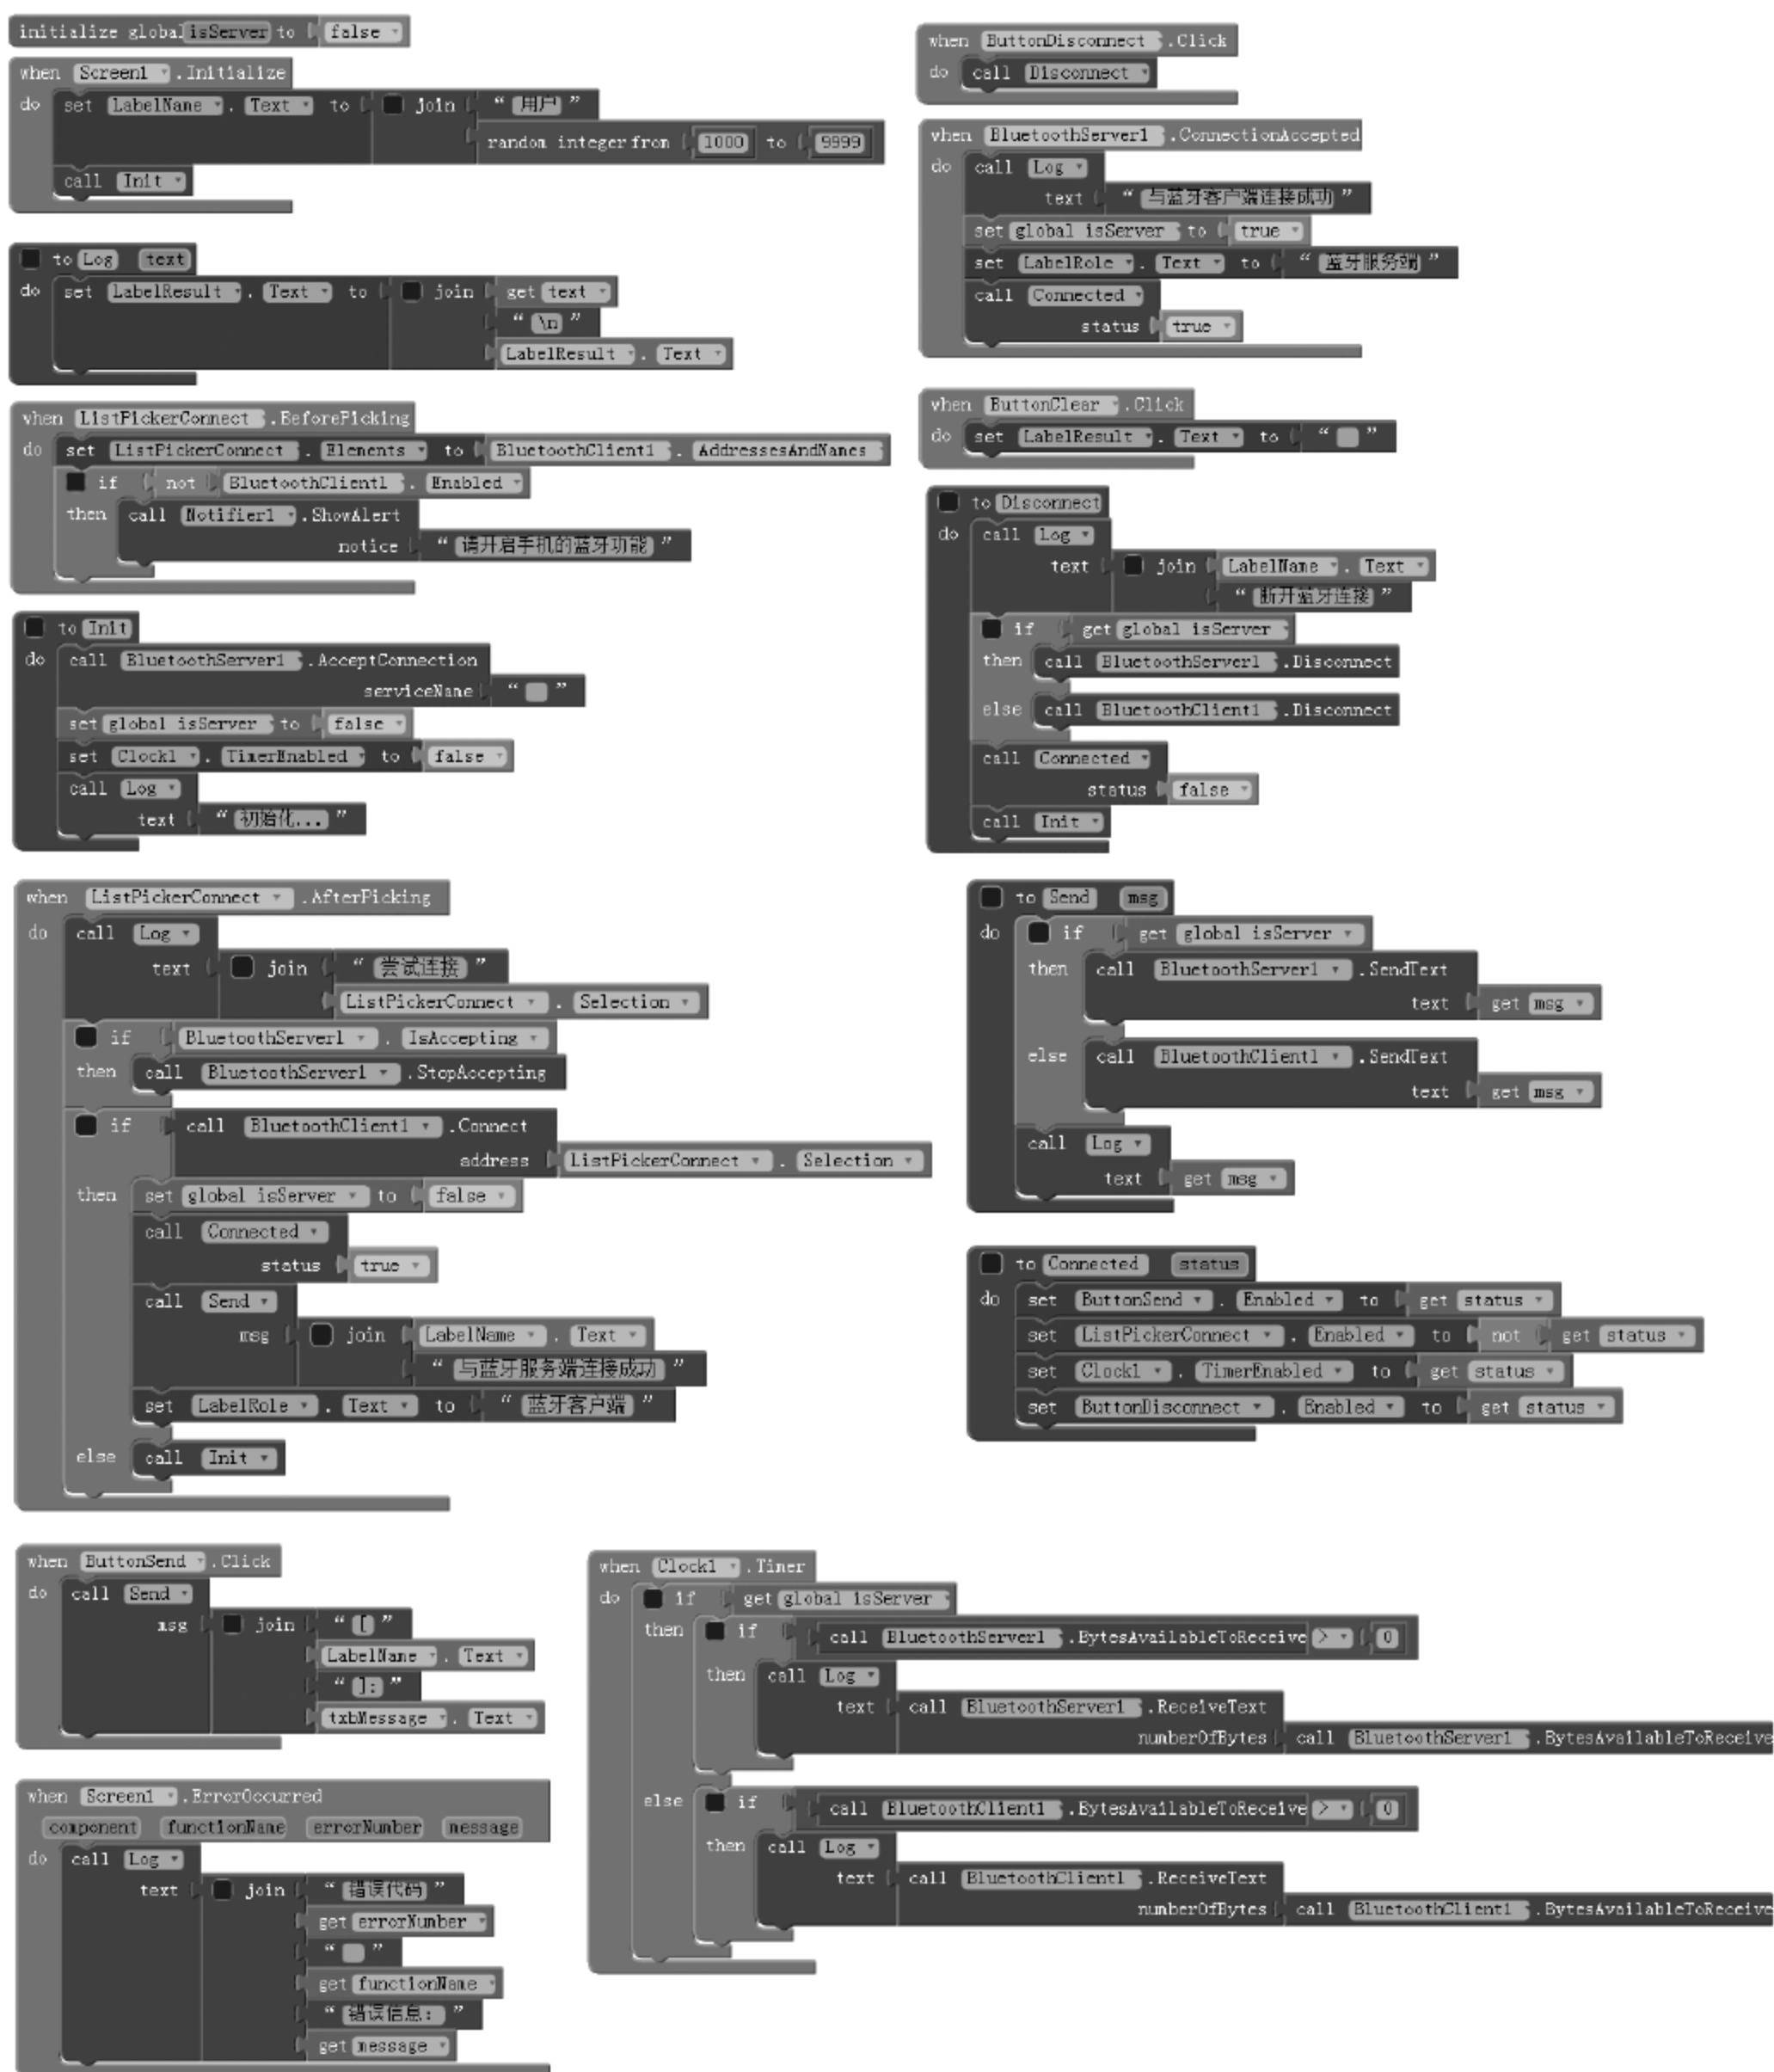 initialize global isServer to false
when Screen1 .Initialize
do set LabelName . Text to join “ 用户 ”
random integer from 1000 to 9999
call Init
to Log text
do set LabelResult . Text to join get text
“ \n ”
LabelResult . Text
when ListPickerConnect .BeforePicking
do set ListPickerConnect . Elements to BluetoothClient1 . AddressesAndNames
if not BluetoothClient1 . Enabled
then call Notifier1 .ShowAlert
notice “ 请开启手机的蓝牙功能 ”
to Init
do call BluetoothServer1 .AcceptConnection
serviceName “ ”
set global isServer to false
set Clock1 . TimerEnabled to false
call Log
text “ 初始化... ”
when ButtonDisconnect .Click
do call Disconnect
when BluetoothServer1 .ConnectionAccepted
do call Log
text “ 与蓝牙客户端连接成功 ”
set global isServer to true
set LabelRole . Text to “ 蓝牙服务端 ”
call Connected
status true
when ButtonClear .Click
do set LabelResult . Text to “ ”
to Disconnect
do call Log
text join LabelName . Text
“ 断开蓝牙连接 ”
if get global isServer
then call BluetoothServer1 .Disconnect
else call BluetoothClient1 .Disconnect
call Connected
status false
call Init
when ListPickerConnect .AfterPicking
do call Log
text join “ 尝试连接 ”
ListPickerConnect . Selection
if BluetoothServer1 . IsAccepting
then call BluetoothServer1 .StopAccepting
if call BluetoothClient1 .Connect
address ListPickerConnect . Selection
then set global isServer to false
call Connected
status true
call Send
msg join LabelName . Text
“ 与蓝牙服务端连接成功 ”
set LabelRole . Text to “ 蓝牙客户端 ”
else call Init
to Send msg
do if get global isServer
then call BluetoothServer1 .SendText
text get msg
else call BluetoothClient1 .SendText
text get msg
call Log
text get msg
to Connected status
do set ButtonSend . Enabled to get status
set ListPickerConnect . Enabled to not get status
set Clock1 . TimerEnabled to get status
set ButtonDisconnect . Enabled to get status
when ButtonSend .Click
do call Send
msg join “ [ ”
LabelName . Text
“ ]: ”
txbMessage . Text
when Screen1 .ErrorOccurred
component functionName errorNumber message
do call Log
text join “ 错误代码 ”
get errorNumber
“ ”
get functionName
“ 错误信息： ”
get message
when Clock1 .Timer
do if get global isServer
then if call BluetoothServer1 .BytesAvailableToReceive > 0
then call Log
text call BluetoothServer1 .ReceiveText
numberOfBytes call BluetoothServer1 .BytesAvailableToReceive
else if call BluetoothClient1 .BytesAvailableToReceive > 0
then call Log
text call BluetoothClient1 .ReceiveText
numberOfBytes call BluetoothClient1 .BytesAvailableToReceive